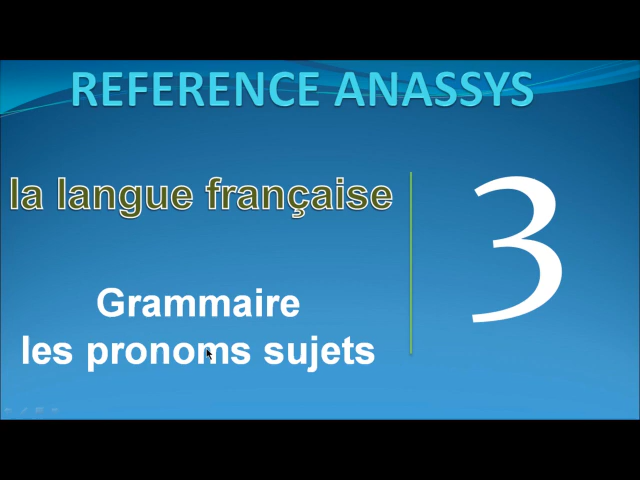 REFERENCE ANASSYS
la langue française
3
Grammaire
les pronoms sujets